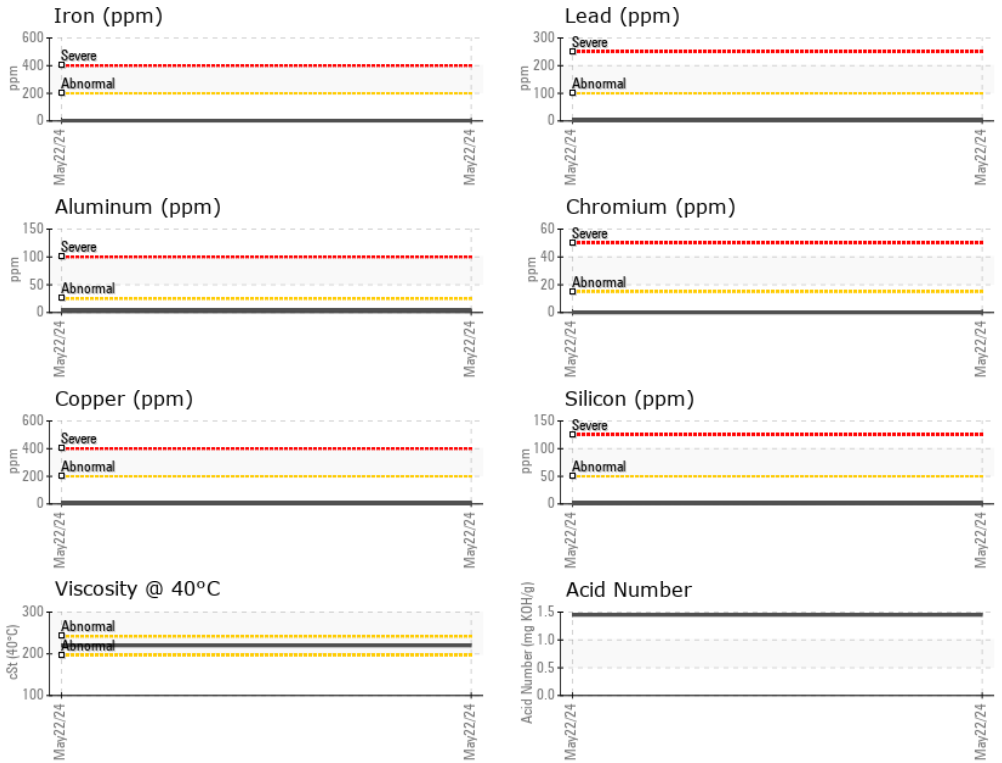 Iron (ppm)
600
400
200
0
ppm
Severe
Abnormal
May22/24
May22/24
Lead (ppm)
300
200
100
0
ppm
Severe
Abnormal
May22/24
May22/24
Aluminum (ppm)
150
100
50
0
ppm
Severe
Abnormal
May22/24
May22/24
Chromium (ppm)
60
40
20
0
ppm
Severe
Abnormal
May22/24
May22/24
Copper (ppm)
600
400
200
0
ppm
Severe
Abnormal
May22/24
May22/24
Silicon (ppm)
150
100
50
0
ppm
Severe
Abnormal
May22/24
May22/24
Viscosity @ 40°C
300
200
100
cSt (40°C)
Abnormal
Abnormal
May22/24
May22/24
Acid Number
1.5
1.0
0.5
0.0
Acid Number (mg KOH/g)
May22/24
May22/24